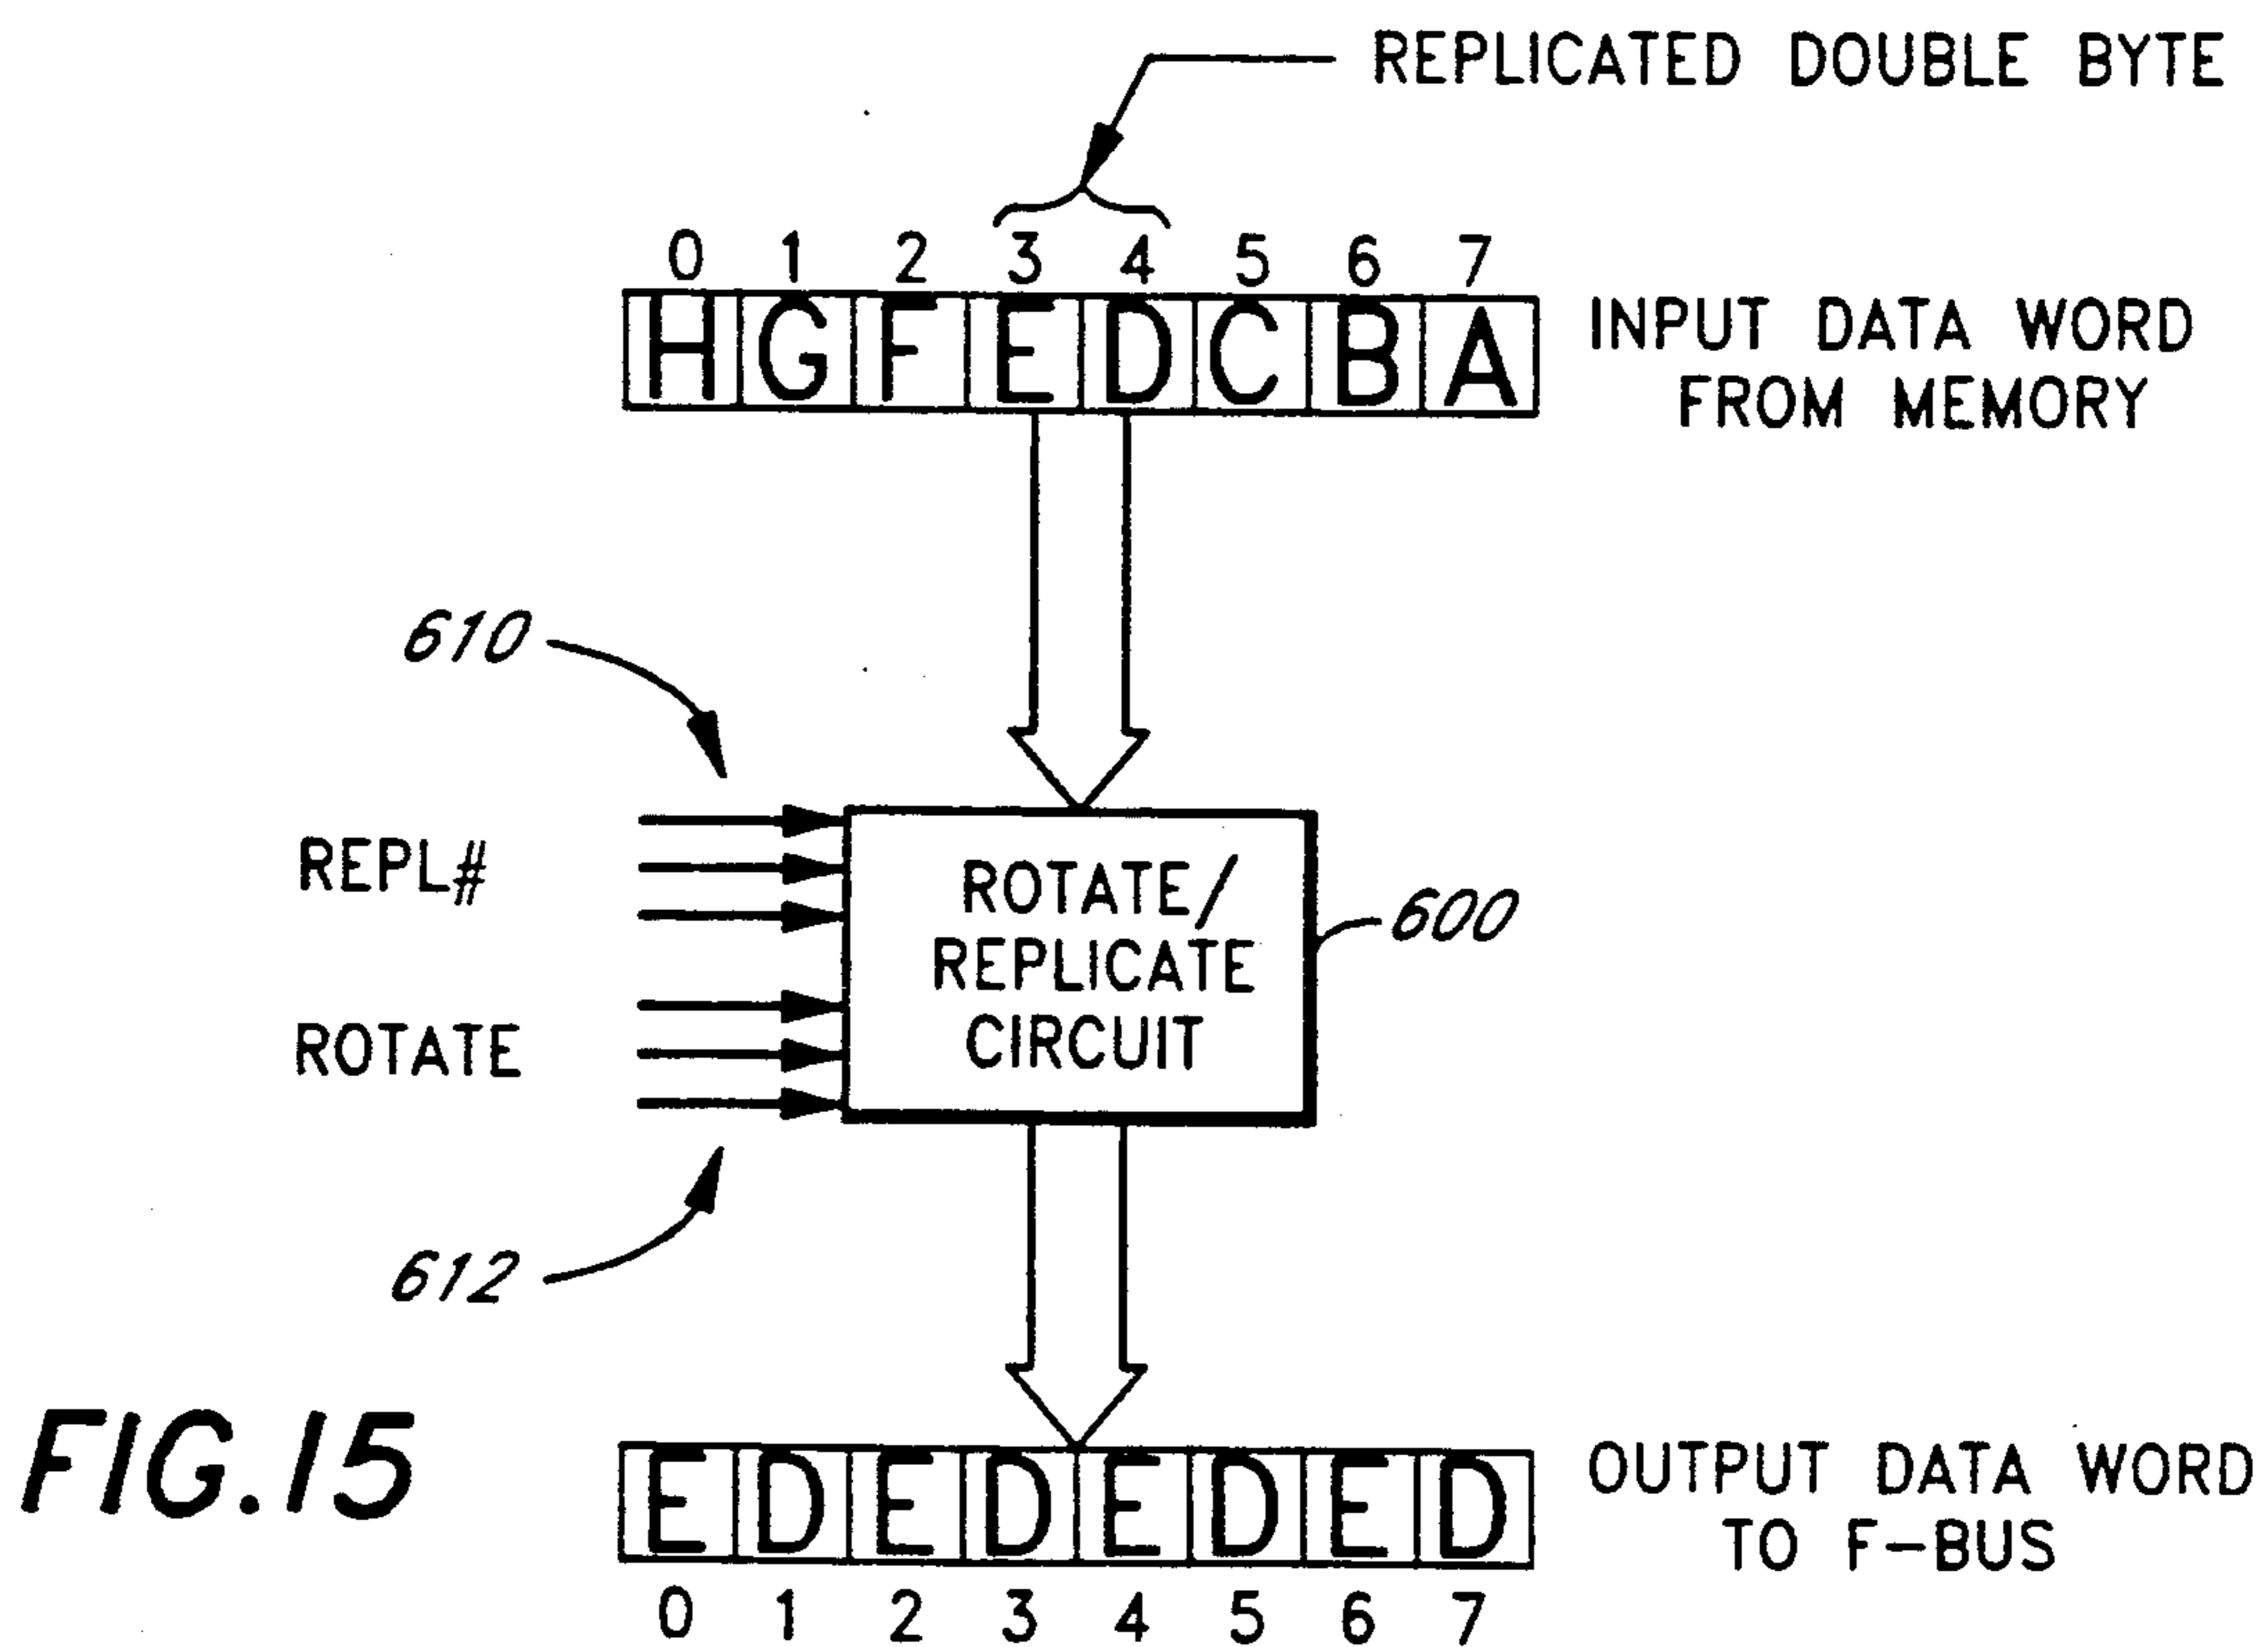 REPLICATED DOUBLE BYTE
0 1 2 3 4 5 6 7
H G F E D C B A
INPUT DATA WORD
FROM MEMORY
610
REPL#
ROTATE/
REPLICATE
CIRCUIT
600
ROTATE
612
FIG. 15
E D E D E D E D
OUTPUT DATA WORD
TO F-BUS
0 1 2 3 4 5 6 7